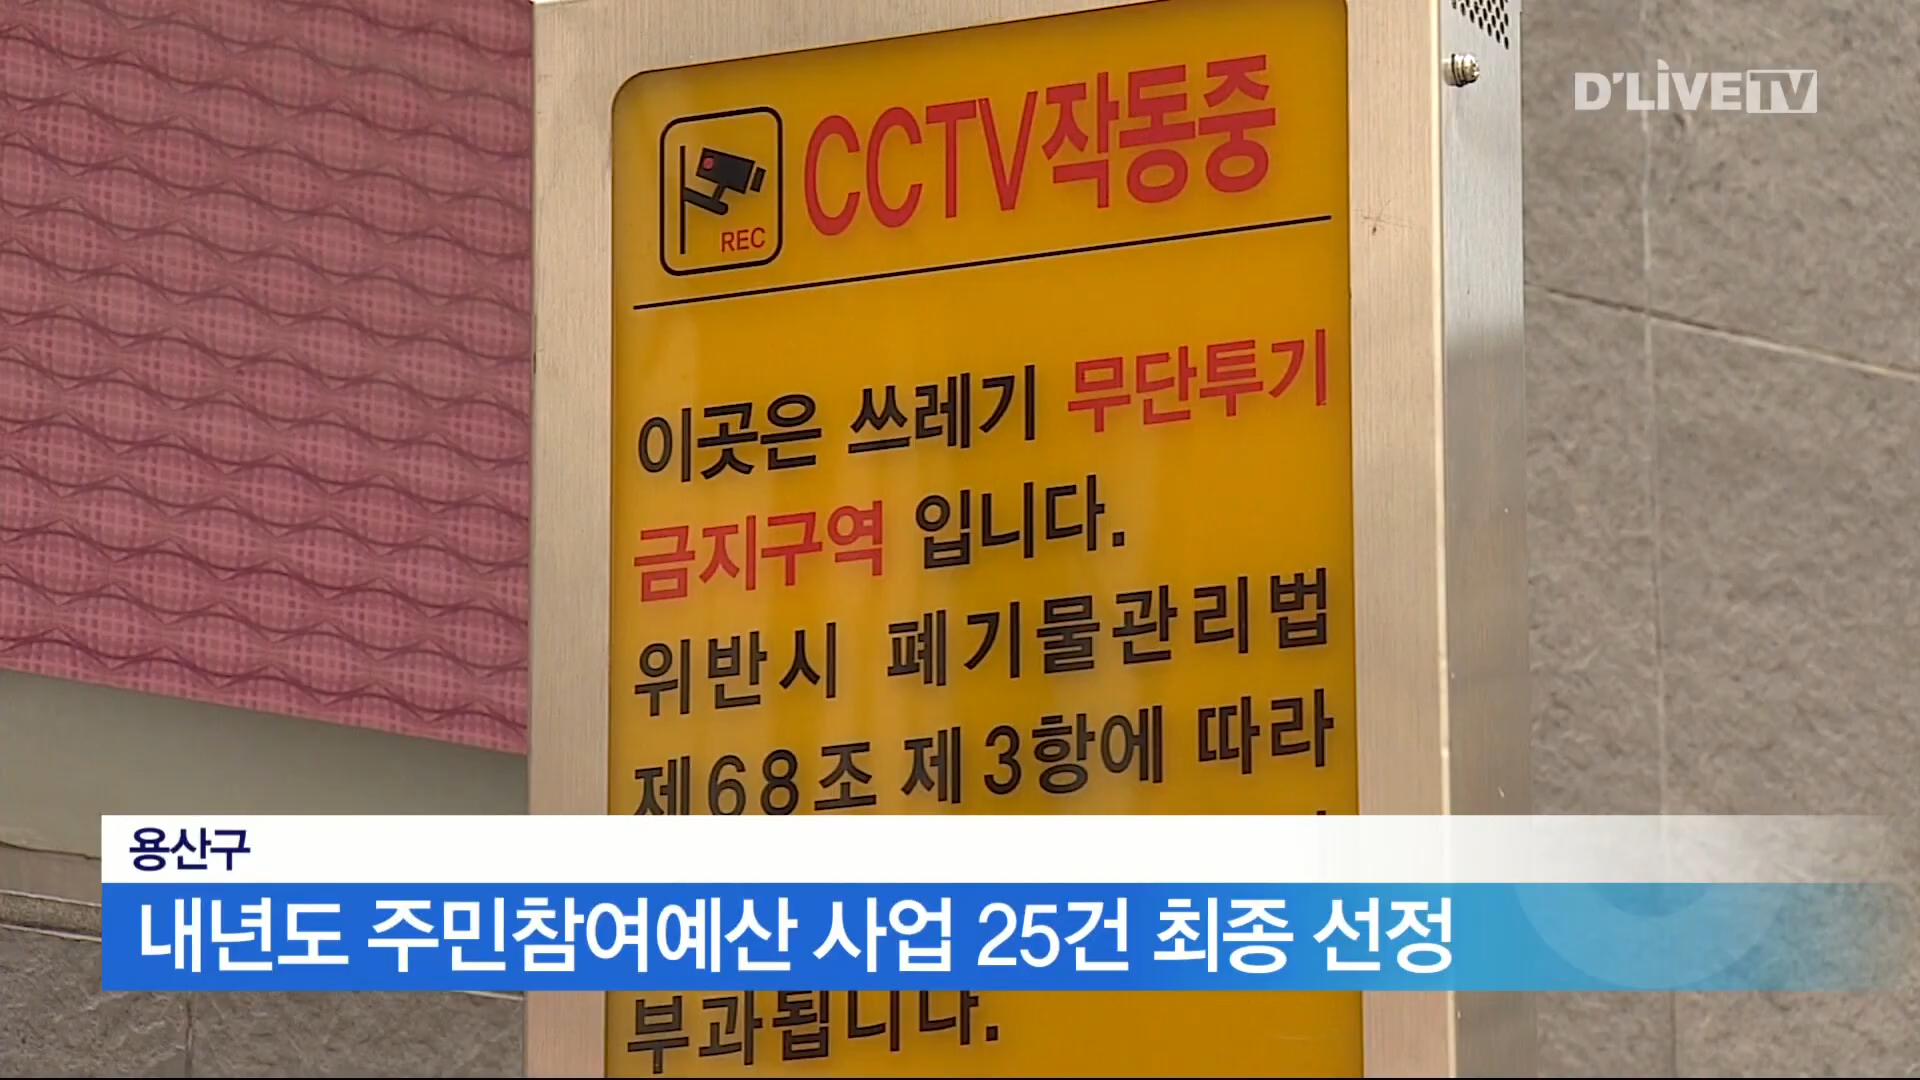 D'LIVE TV
CCTV작동중
REC
이곳은 쓰레기 무단투기
금지구역 입니다.
위반시 폐기물관리법
제68조 제3항에 따라
용산구
내년도 주민참여예산 사업 25건 최종 선정
부과됩니다.